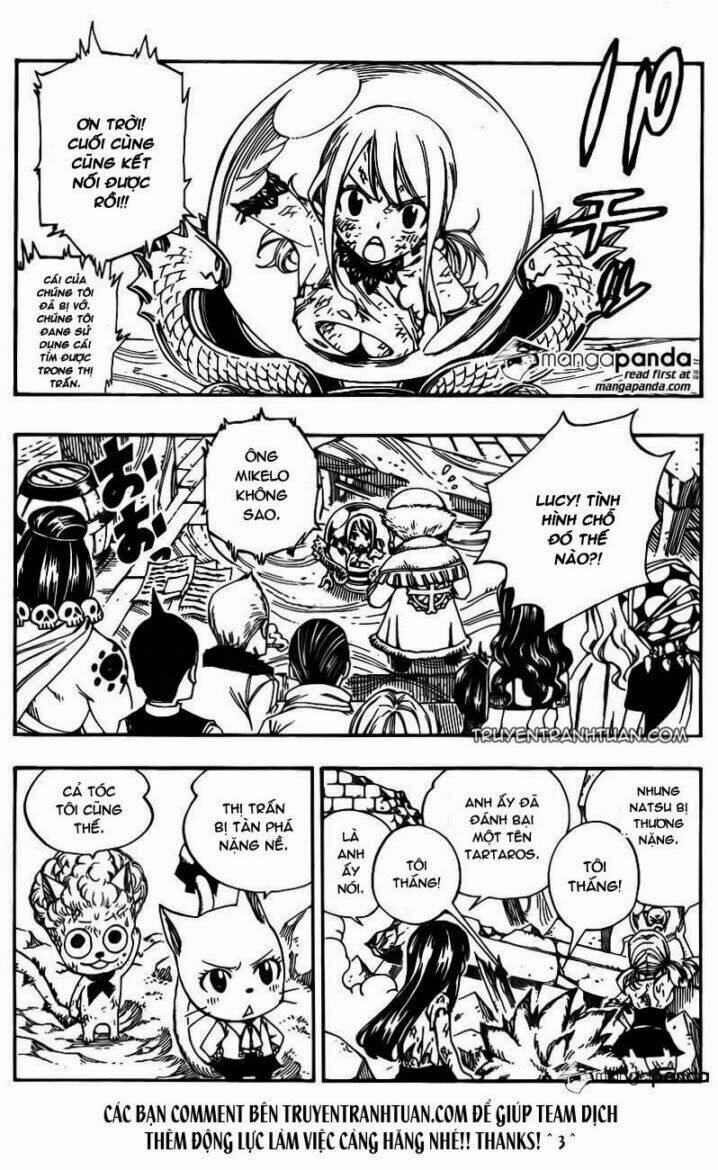 ƠN TRỜI!
CUỐI CÙNG
CŨNG KẾT
NỐI ĐƯỢC
RỒI!!
CÁI CỦA
CHÚNG TÔI
ĐÃ BỊ VỠ.
CHÚNG TÔI
ĐANG SỬ
DỤNG CÁI
TÌM ĐƯỢC
TRONG THỊ
TRẤN.
mangapanda
read first at
mangapanda.com
ÔNG
MIKELO
KHÔNG
SAO.
LUCY! TÌNH
HÌNH CHỖ
ĐÓ THẾ
NÀO?!
おお
TRUYENTRANHTUAN.COM
CẢ TÓC
TÔI CŨNG
THẾ.
THỊ TRẤN
BỊ TÀN PHÁ
NẶNG NỀ.
NHƯNG
NATSU BỊ
THƯƠNG
NẶNG.
TÔI
THẮNG!
ANH ẤY ĐÃ
ĐÁNH BẠI
MỘT TÊN
TARTAROS.
TÔI
THẮNG!
LÀ
ANH
ẤY
NÓI.
mangapanda
CÁC BẠN COMMENT BÊN TRUYENTRANHTUAN.COM ĐỂ GIÚP TEAM DỊCH
THÊM ĐỘNG LỰC LÀM VIỆC CÀNG HĂNG NHÉ!! THANKS! ^ 3 ^